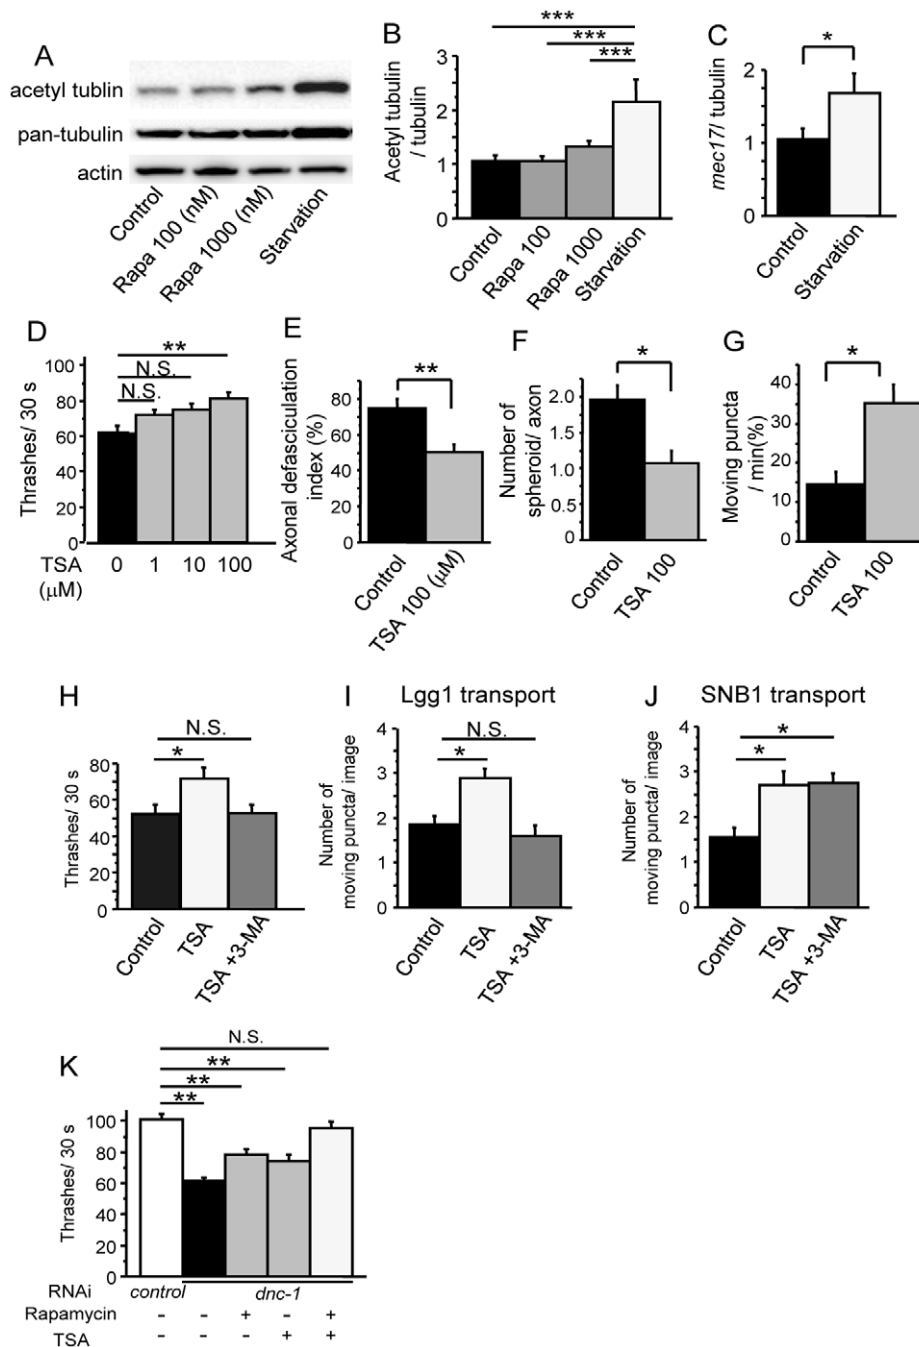 A
acetyl tublin
pan-tubulin
actin
Control
Rapa 100 (nM)
Rapa 1000 (nM)
Starvation
B
***
***
***
Acetyl tubulin
/ tubulin
3
2
1
0
Control
Rapa 100
Rapa 1000
Starvation
C
*
mec17/ tubulin
2
1
0
Control
Starvation
D
**
N.S.
N.S.
Thrashes/ 30 s
100
80
60
40
20
0
TSA
(µM)
0 1 10 100
E
**
Axonal defasciculation
index (%)
80
60
40
20
0
Control
TSA 100 (µM)
F
*
Number of
spheroid/ axon
2.0
1.5
1.0
0.5
0
Control
TSA 100
G
*
Moving puncta
/ min(%)
40
30
20
10
0
Control
TSA 100
H
N.S.
*
Thrashes/ 30 s
80
60
40
20
0
Control
TSA
TSA +3-MA
I
Lgg1 transport
N.S.
*
Number of
moving puncta/ image
4
3
2
1
0
Control
TSA
TSA +3-MA
J
SNB1 transport
*
*
Number of
moving puncta/ image
4
3
2
1
0
Control
TSA
TSA +3-MA
K
N.S.
**
**
**
Thrashes/ 30 s
100
80
60
40
20
0
RNAi control dnc-1
Rapamycin - - + - +
TSA - - - + +